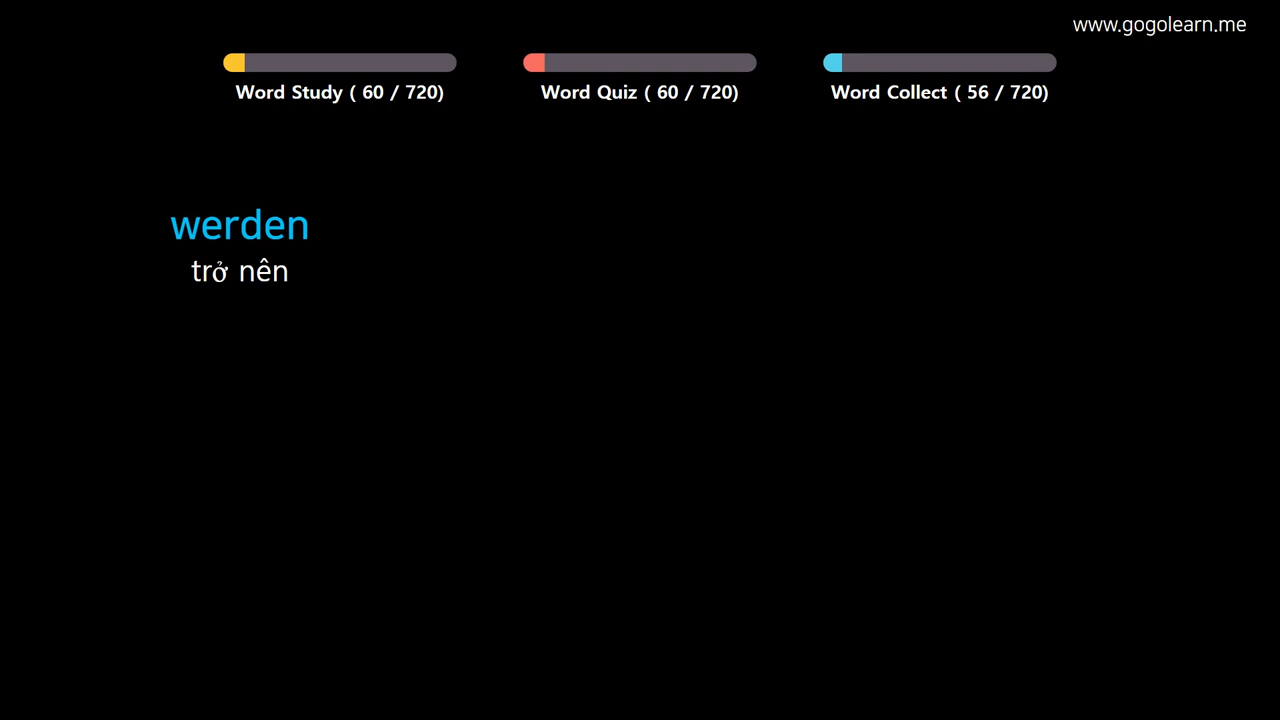 www.gogolearn.me
Word Study ( 60 / 720)
Word Quiz ( 60 / 720)
Word Collect ( 56 / 720)
werden
trở nên